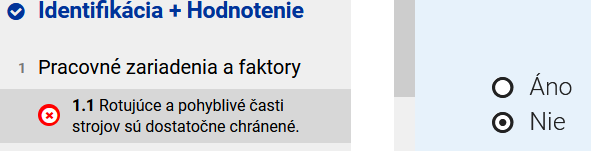 Identifikácia + Hodnotenie
1 Pracovné zariadenia a faktory
1.1 Rotujúce a pohyblivé časti
strojov sú dostatočne chránené.
Áno
Nie